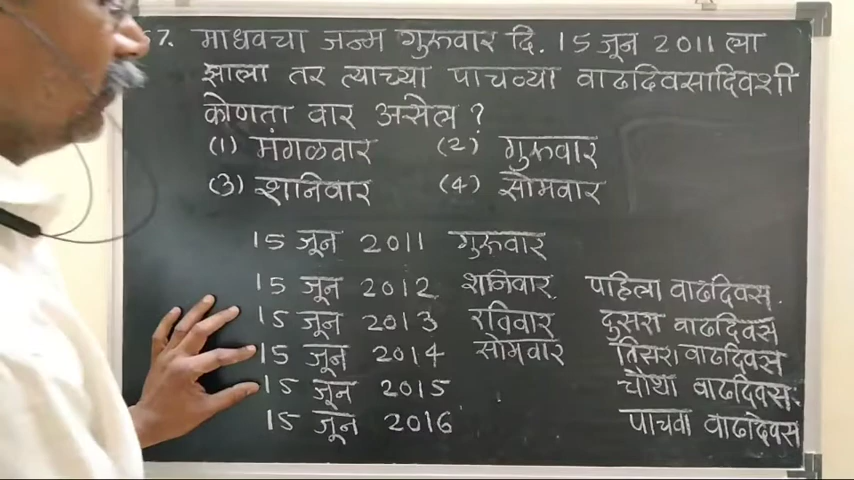 7. माधवचा जन्म गुरूवार दि. 15 जून 2011 ला
झाला तर त्याच्या पाचव्या वाढदिवसादिवशी
कोणता वार असेल ?
(1) मंगळवार (2) गुरूवार
(3) शनिवार (4) सोमवार
15 जून 2011 गुरूवार
15 जून 2012 शनिवार पहिला वाढदिवस.
15 जून 2013 रविवार दुसरा वाढदिवस
15 जून 2014 सोमवार तिसरा वाढदिवस
15 जून 2015 चौथा वाढदिवस.
15 जून 2016 पाचवा वाढदिवस